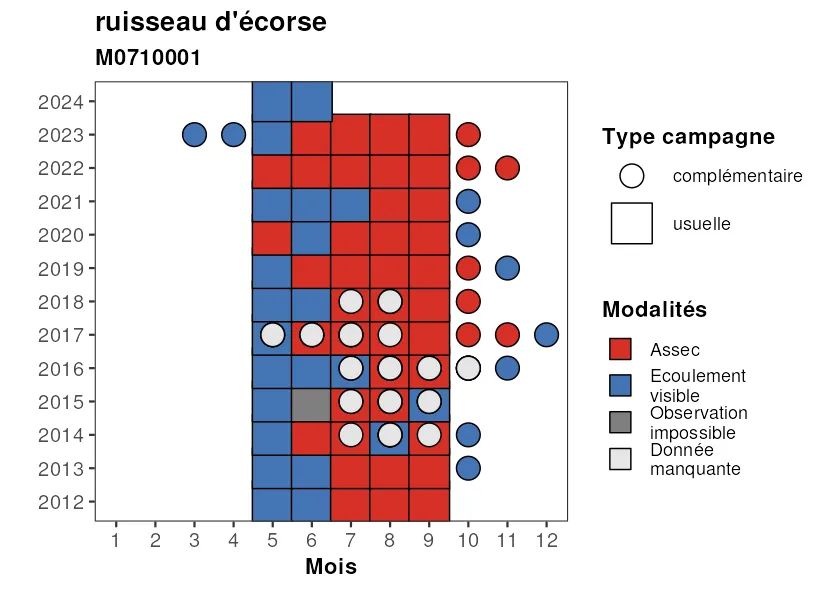 ruisseau d'écorse
M0710001
2024
2023
2022
2021
2020
2019
2018
2017
2016
2015
2014
2013
2012
1 2 3 4 5 6 7 8 9 10 11 12
Mois
Type campagne
complémentaire
usuelle
Modalités
Assec
Ecoulement
visible
Observation
impossible
Donnée
manquante